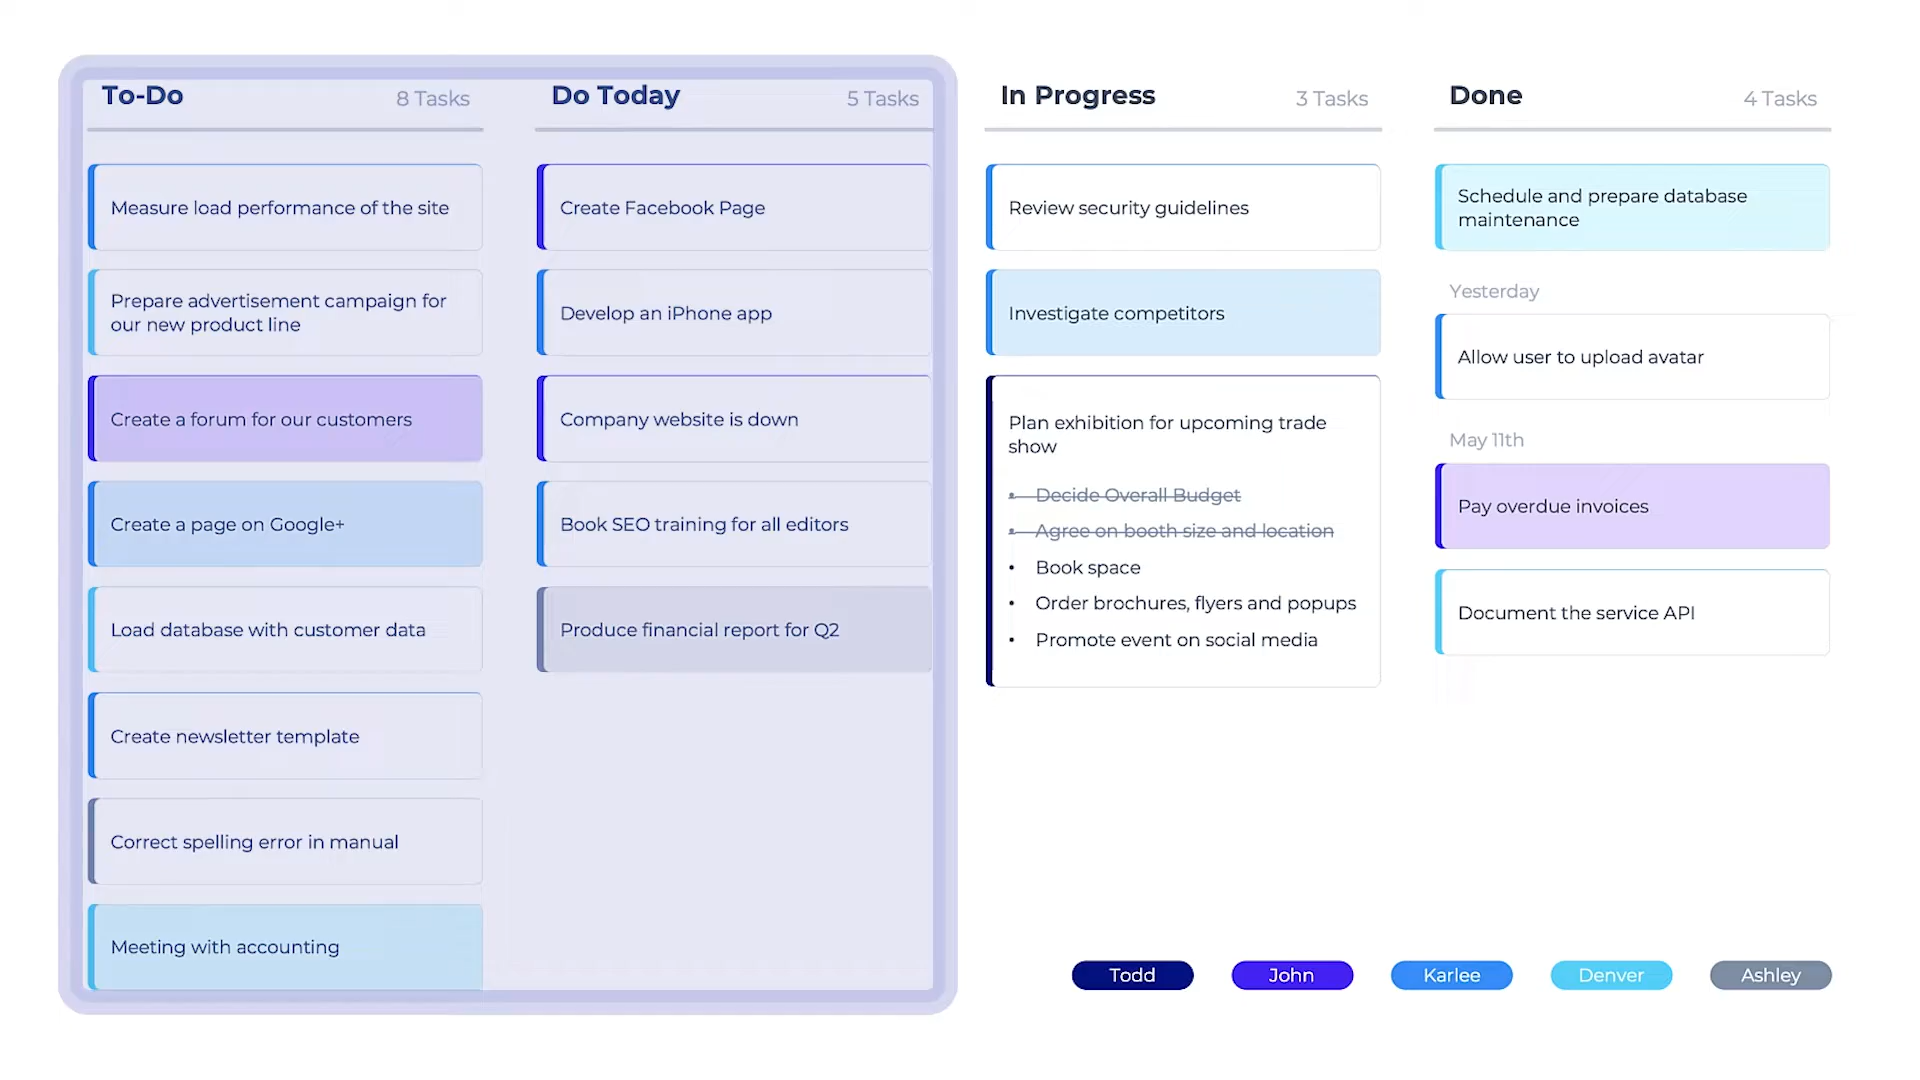 To-Do
8 Tasks
Measure load performance of the site
Prepare advertisement campaign for
our new product line
Create a forum for our customers
Create a page on Google+
Load database with customer data
Create newsletter template
Correct spelling error in manual
Meeting with accounting
Do Today
5 Tasks
Create Facebook Page
Develop an iPhone app
Company website is down
Book SEO training for all editors
Produce financial report for Q2
In Progress
3 Tasks
Review security guidelines
Investigate competitors
Plan exhibition for upcoming trade
show
• Decide Overall Budget
• Agree on booth size and location
• Book space
• Order brochures, flyers and popups
• Promote event on social media
Done
4 Tasks
Schedule and prepare database
maintenance
Yesterday
Allow user to upload avatar
May 11th
Pay overdue invoices
Document the service API
Todd
John
Karlee
Denver
Ashley